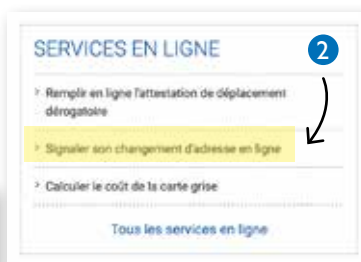 SERVICES EN LIGNE
2
> Remplir en ligne l'attestation de déplacement
dérogatoire
> Signaler son changement d'adresse en ligne
> Calculer le coût de la carte grise
Tous les services en ligne